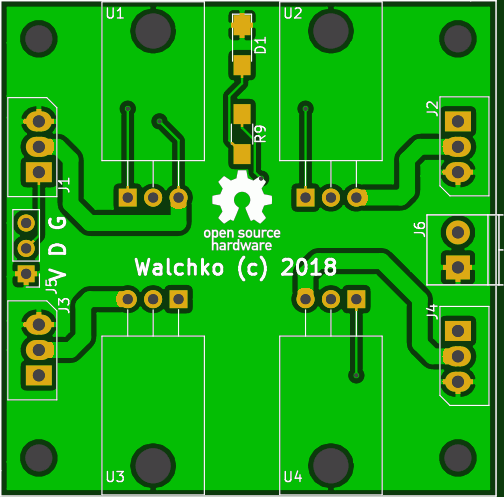 U1
U2
D1
J2
R9
J1
G
D
V
J6
open source
hardware
Walchko (c) 2018
J5
J3
J4
U3
U4